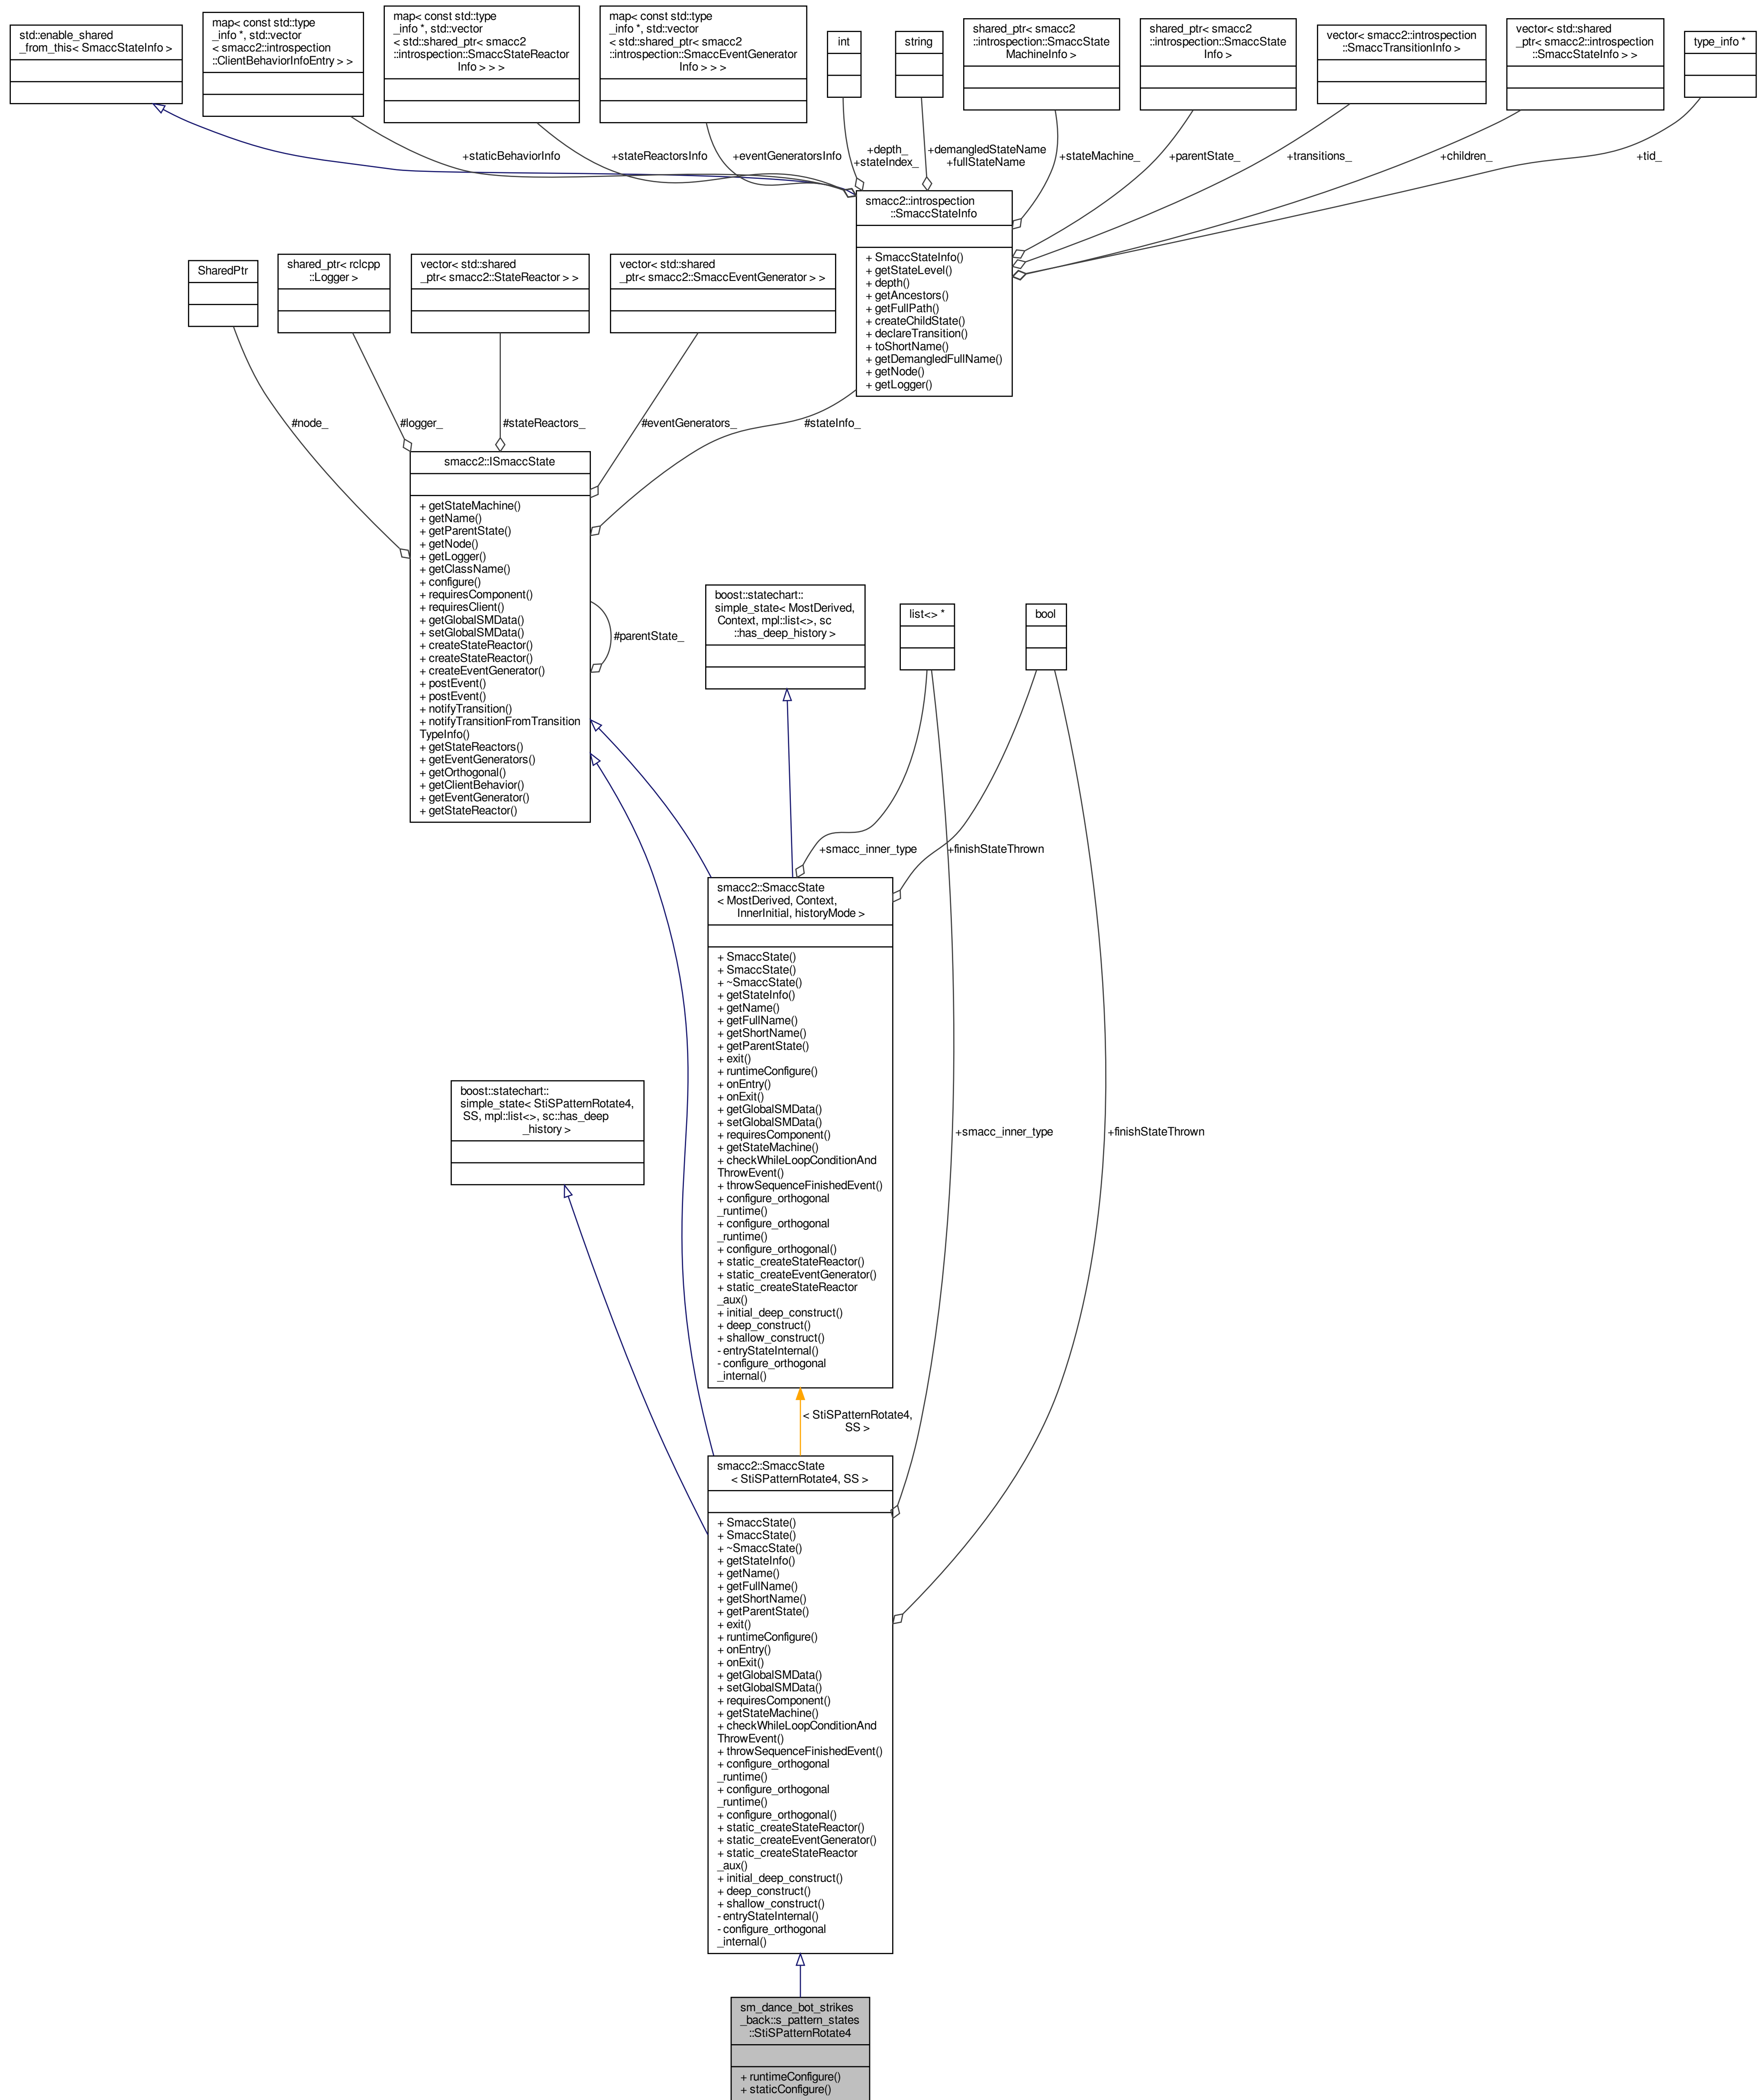 std::enable_shared
_from_this< SmaccStateInfo >
map< const std::type
_info *, std::vector
< smacc2::introspection
::ClientBehaviorInfoEntry > >
map< const std::type
_info *, std::vector
< std::shared_ptr< smacc2
::introspection::SmaccStateReactor
Info > > >
map< const std::type
_info *, std::vector
< std::shared_ptr< smacc2
::introspection::SmaccEventGenerator
Info > > >
int
string
shared_ptr< smacc2
::introspection::SmaccState
MachineInfo >
shared_ptr< smacc2
::introspection::SmaccState
Info >
vector< smacc2::introspection
::SmaccTransitionInfo >
vector< std::shared
_ptr< smacc2::introspection
::SmaccStateInfo > >
type_info *
+staticBehaviorInfo
+stateReactorsInfo
+eventGeneratorsInfo
+depth_
+stateIndex_
+demangledStateName
+fullStateName
+stateMachine_
+parentState_
+transitions_
+children_
+tid_
smacc2::introspection
::SmaccStateInfo
+ SmaccStateInfo()
+ getStateLevel()
+ depth()
+ getAncestors()
+ getFullPath()
+ createChildState()
+ declareTransition()
+ toShortName()
+ getDemangledFullName()
+ getNode()
+ getLogger()
SharedPtr
shared_ptr< rclcpp
::Logger >
vector< std::shared
_ptr< smacc2::StateReactor > >
vector< std::shared
_ptr< smacc2::SmaccEventGenerator > >
#node_
#logger_
#stateReactors_
#eventGenerators_
#stateInfo_
smacc2::ISmaccState
+ getStateMachine()
+ getName()
+ getParentState()
+ getNode()
+ getLogger()
+ getClassName()
+ configure()
+ requiresComponent()
+ requiresClient()
+ getGlobalSMData()
+ setGlobalSMData()
+ createStateReactor()
+ createStateReactor()
+ createEventGenerator()
+ postEvent()
+ postEvent()
+ notifyTransition()
+ notifyTransitionFromTransition
TypeInfo()
+ getStateReactors()
+ getEventGenerators()
+ getOrthogonal()
+ getClientBehavior()
+ getEventGenerator()
+ getStateReactor()
#parentState_
boost::statechart::
simple_state< MostDerived,
Context, mpl::list<>, sc
::has_deep_history >
list<> *
bool
+smacc_inner_type
+finishStateThrown
smacc2::SmaccState
< MostDerived, Context,
InnerInitial, historyMode >
+ SmaccState()
+ SmaccState()
+ ~SmaccState()
+ getStateInfo()
+ getName()
+ getFullName()
+ getShortName()
+ getParentState()
+ exit()
+ runtimeConfigure()
+ onEntry()
+ onExit()
+ getGlobalSMData()
+ setGlobalSMData()
+ requiresComponent()
+ getStateMachine()
+ checkWhileLoopConditionAnd
ThrowEvent()
+ throwSequenceFinishedEvent()
+ configure_orthogonal
_runtime()
+ configure_orthogonal
_runtime()
+ configure_orthogonal()
+ static_createStateReactor()
+ static_createEventGenerator()
+ static_createStateReactor
_aux()
+ initial_deep_construct()
+ deep_construct()
+ shallow_construct()
- entryStateInternal()
- configure_orthogonal
_internal()
+smacc_inner_type
+finishStateThrown
boost::statechart::
simple_state< StiSPatternRotate4,
SS, mpl::list<>, sc::has_deep
_history >
< StiSPatternRotate4,
SS >
smacc2::SmaccState
< StiSPatternRotate4, SS >
+ SmaccState()
+ SmaccState()
+ ~SmaccState()
+ getStateInfo()
+ getName()
+ getFullName()
+ getShortName()
+ getParentState()
+ exit()
+ runtimeConfigure()
+ onEntry()
+ onExit()
+ getGlobalSMData()
+ setGlobalSMData()
+ requiresComponent()
+ getStateMachine()
+ checkWhileLoopConditionAnd
ThrowEvent()
+ throwSequenceFinishedEvent()
+ configure_orthogonal
_runtime()
+ configure_orthogonal
_runtime()
+ configure_orthogonal()
+ static_createStateReactor()
+ static_createEventGenerator()
+ static_createStateReactor
_aux()
+ initial_deep_construct()
+ deep_construct()
+ shallow_construct()
- entryStateInternal()
- configure_orthogonal
_internal()
sm_dance_bot_strikes
_back::s_pattern_states
::StiSPatternRotate4
+ runtimeConfigure()
+ staticConfigure()